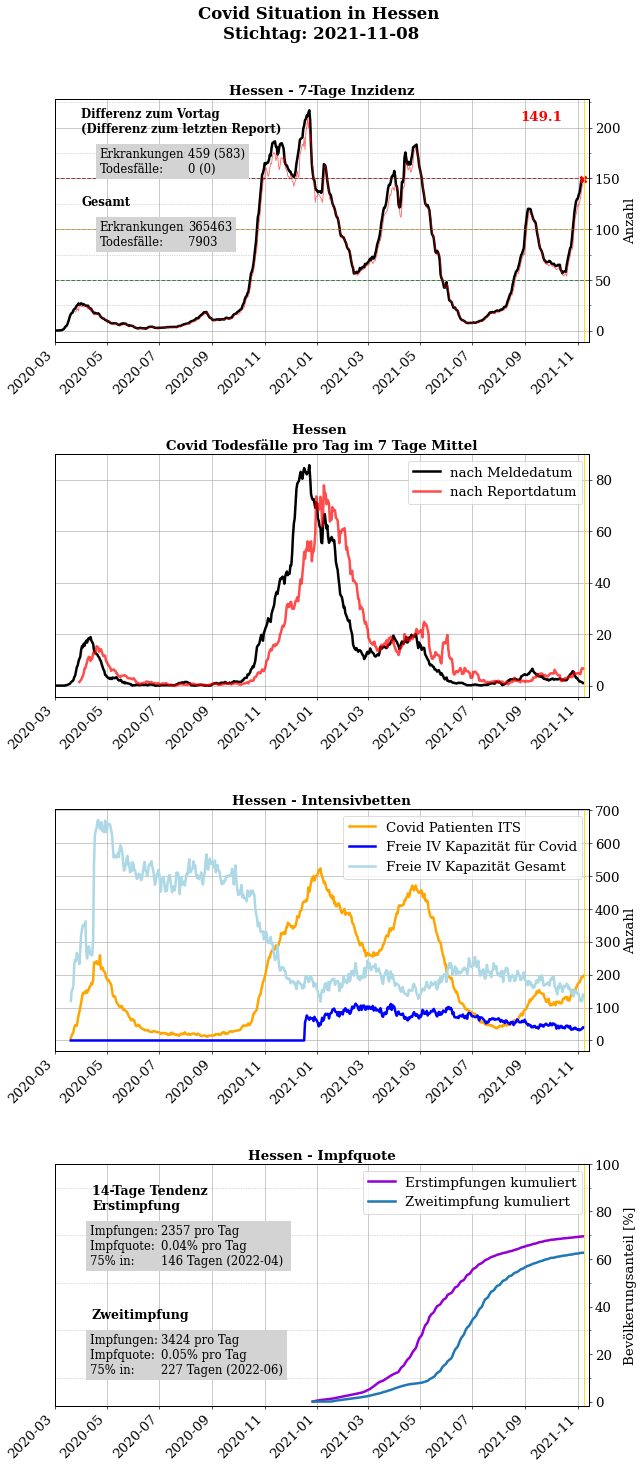 Covid Situation in Hessen
Stichtag: 2021-11-08
Hessen - 7-Tage Inzidenz
Differenz zum Vortag
(Differenz zum letzten Report)
Erkrankungen 459 (583)
Todesfälle: 0 (0)
Gesamt
Erkrankungen 365463
Todesfälle: 7903
149.1
200
150
100
50
0
Anzahl
2020-03
2020-05
2020-07
2020-09
2020-11
2021-01
2021-03
2021-05
2021-07
2021-09
2021-11
Hessen
Covid Todesfälle pro Tag im 7 Tage Mittel
nach Meldedatum
nach Reportdatum
80
60
40
20
0
2020-03
2020-05
2020-07
2020-09
2020-11
2021-01
2021-03
2021-05
2021-07
2021-09
2021-11
Hessen - Intensivbetten
Covid Patienten ITS
Freie IV Kapazität für Covid
Freie IV Kapazität Gesamt
700
600
500
400
300
200
100
0
Anzahl
2020-03
2020-05
2020-07
2020-09
2020-11
2021-01
2021-03
2021-05
2021-07
2021-09
2021-11
Hessen - Impfquote
14-Tage Tendenz
Erstimpfung
Impfungen: 2357 pro Tag
Impfquote: 0.04% pro Tag
75% in: 146 Tagen (2022-04)
Zweitimpfung
Impfungen: 3424 pro Tag
Impfquote: 0.05% pro Tag
75% in: 227 Tagen (2022-06)
Erstimpfungen kumuliert
Zweitimpfung kumuliert
100
80
60
40
20
0
Bevölkerungsanteil [%]
2020-03
2020-05
2020-07
2020-09
2020-11
2021-01
2021-03
2021-05
2021-07
2021-09
2021-11